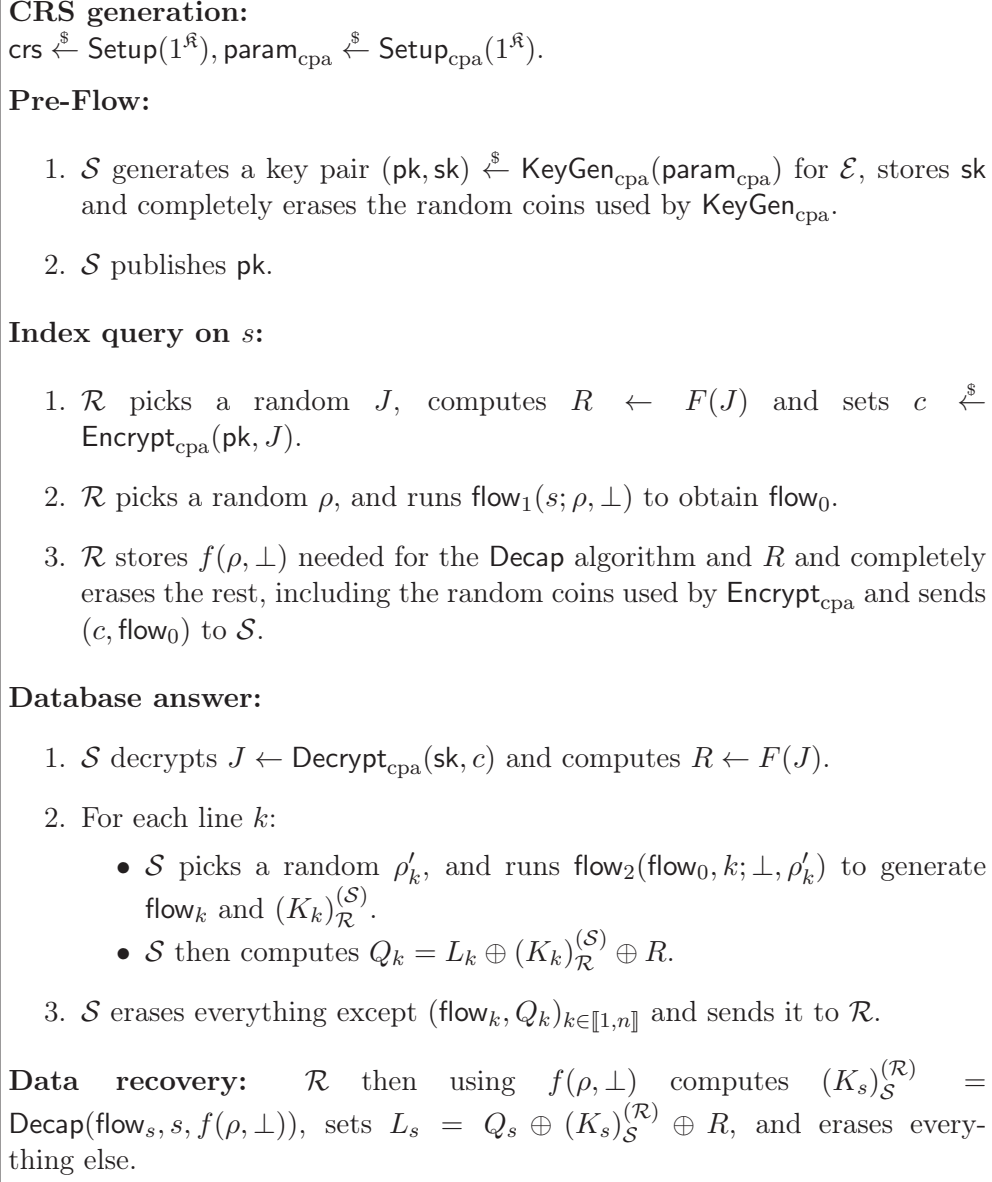 CRS generation:
crs ←$ Setup(1^𝔎), param_cpa ←$ Setup_cpa(1^𝔎).
Pre-Flow:
1. 𝒮 generates a key pair (pk, sk) ←$ KeyGen_cpa(param_cpa) for ℰ, stores sk
and completely erases the random coins used by KeyGen_cpa.
2. 𝒮 publishes pk.
Index query on s:
1. ℛ picks a random J, computes R ← F(J) and sets c ←$
Encrypt_cpa(pk, J).
2. ℛ picks a random ρ, and runs flow_1(s; ρ, ⊥) to obtain flow_0.
3. ℛ stores f(ρ, ⊥) needed for the Decap algorithm and R and completely
erases the rest, including the random coins used by Encrypt_cpa and sends
(c, flow_0) to 𝒮.
Database answer:
1. 𝒮 decrypts J ← Decrypt_cpa(sk, c) and computes R ← F(J).
2. For each line k:
• 𝒮 picks a random ρ′_k, and runs flow_2(flow_0, k; ⊥, ρ′_k) to generate
flow_k and (K_k)_ℛ^(𝒮).
• 𝒮 then computes Q_k = L_k ⊕ (K_k)_ℛ^(𝒮) ⊕ R.
3. 𝒮 erases everything except (flow_k, Q_k)_{k∈⟦1,n⟧} and sends it to ℛ.
Data recovery: ℛ then using f(ρ, ⊥) computes (K_s)_𝒮^(ℛ) =
Decap(flow_s, s, f(ρ, ⊥)), sets L_s = Q_s ⊕ (K_s)_𝒮^(ℛ) ⊕ R, and erases every-
thing else.